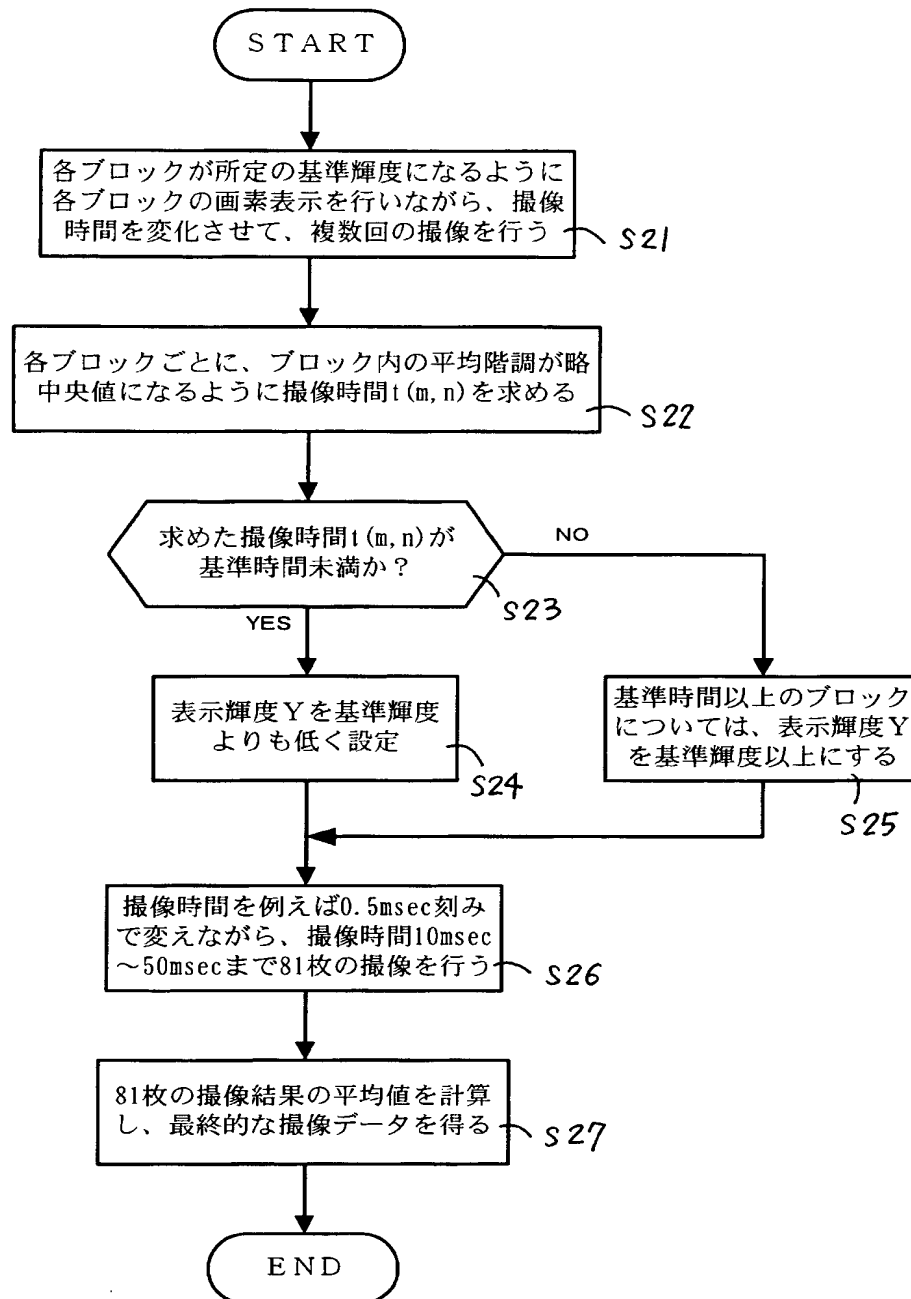 START
各ブロックが所定の基準輝度になるように
各ブロックの画素表示を行いながら、撮像
時間を変化させて、複数回の撮像を行う
S21
各ブロックごとに、ブロック内の平均階調が略
中央値になるように撮像時間t(m,n)を求める
S22
求めた撮像時間t(m,n)が
基準時間未満か？
S23
NO
YES
表示輝度Yを基準輝度
よりも低く設定
S24
基準時間以上のブロック
については、表示輝度Y
を基準輝度以上にする
S25
撮像時間を例えば0.5msec刻み
で変えながら、撮像時間10msec
～50msecまで81枚の撮像を行う
S26
81枚の撮像結果の平均値を計算
し、最終的な撮像データを得る
S27
END